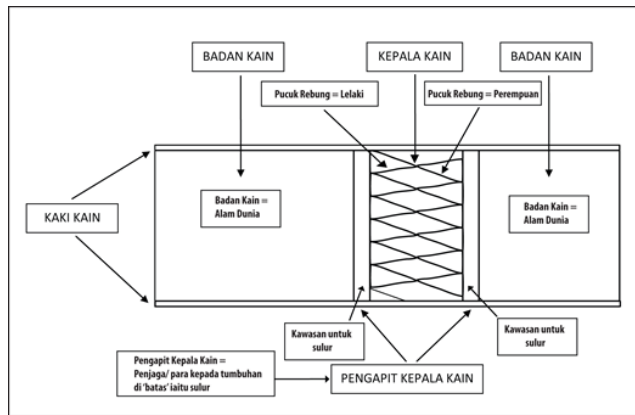 BADAN KAIN
KEPALA KAIN
BADAN KAIN
Pucuk Rebung = Lelaki
Pucuk Rebung = Perempuan
KAKI KAIN
Badan Kain =
Alam Dunia
Badan Kain =
Alam Dunia
Kawasan untuk
sulur
Kawasan untuk
sulur
Pengapit Kepala Kain =
Penjaga/ para kepada tumbuhan
di 'batas' iaitu sulur
PENGAPIT KEPALA KAIN